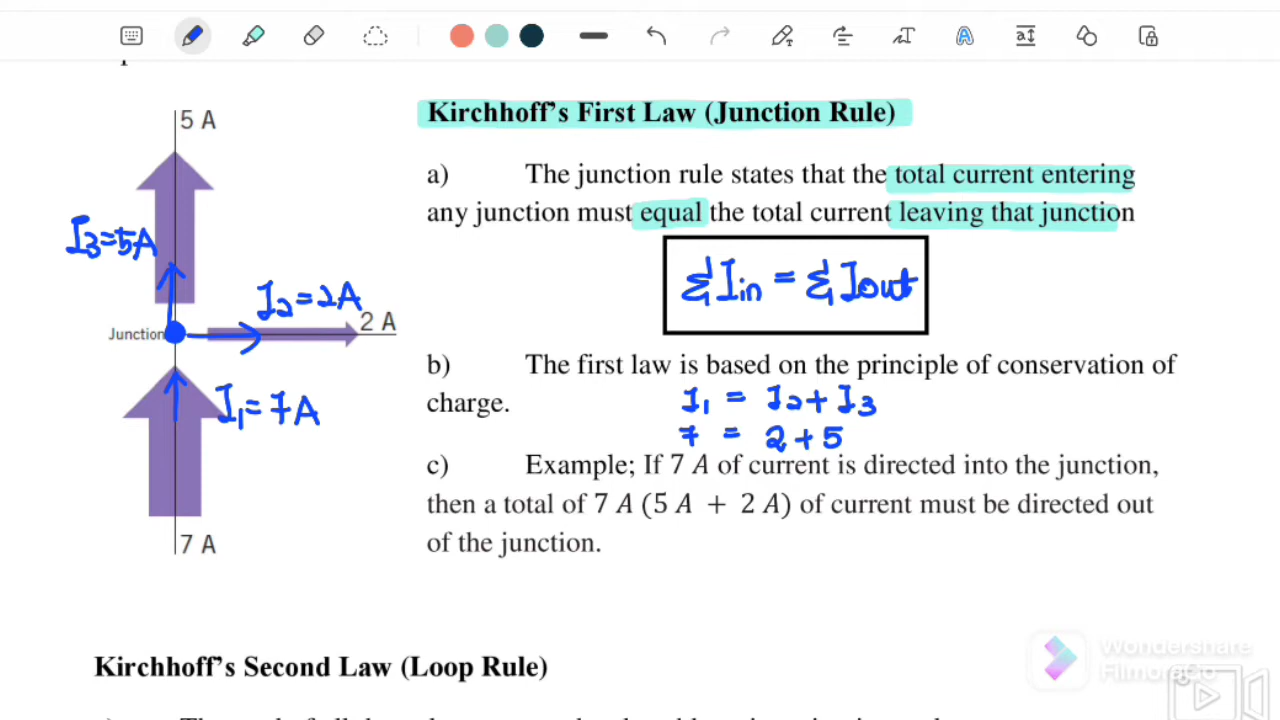 5 A
Kirchhoff's First Law (Junction Rule)
a) The junction rule states that the total current entering
any junction must equal the total current leaving that junction
I3=5A
ΣIin = ΣIout
I2=2A
2 A
Junction
b) The first law is based on the principle of conservation of
charge.
I1=7A
I1 = I2+I3
7 = 2+5
c) Example; If 7 A of current is directed into the junction,
then a total of 7 A (5 A + 2 A) of current must be directed out
of the junction.
7 A
Kirchhoff's Second Law (Loop Rule)
Wondershare
Filmora